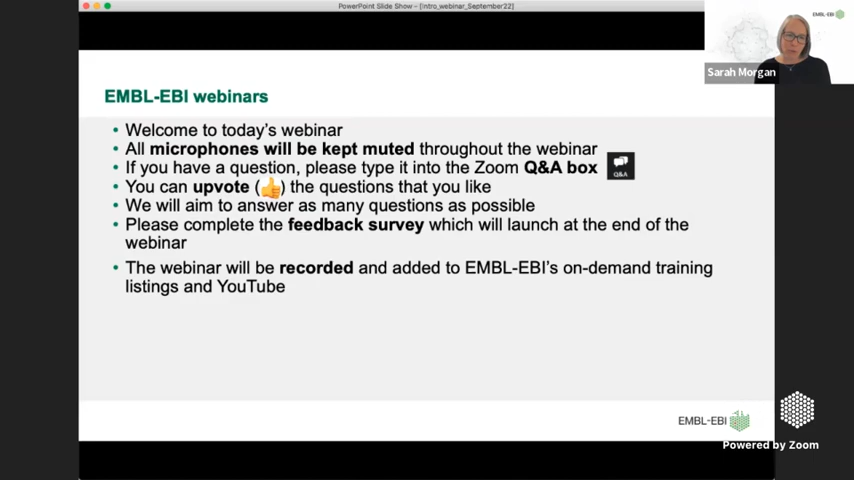 PowerPoint Slide Show - [Intro_webinar_September22]
EMBL-EBI
Sarah Morgan
EMBL-EBI webinars
• Welcome to today's webinar
• All microphones will be kept muted throughout the webinar
• If you have a question, please type it into the Zoom Q&A box
Q&A
• You can upvote (👍) the questions that you like
• We will aim to answer as many questions as possible
• Please complete the feedback survey which will launch at the end of the
webinar
• The webinar will be recorded and added to EMBL-EBI's on-demand training
listings and YouTube
EMBL-EBI
Powered by Zoom